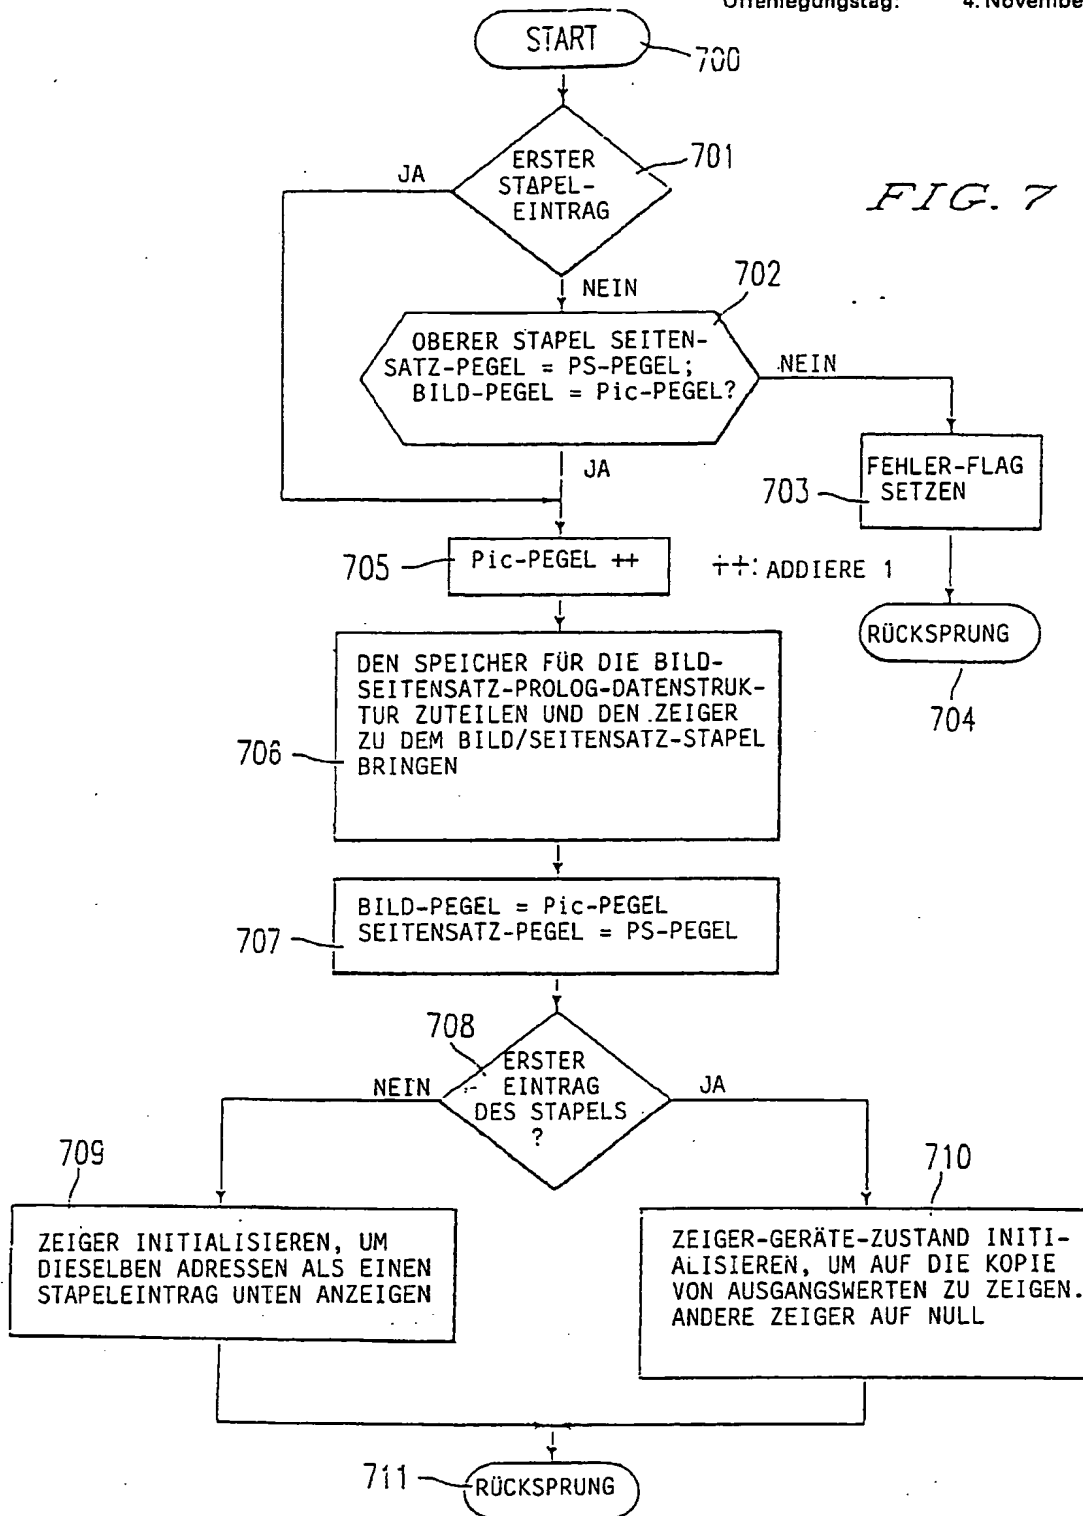 Offenlegungstag: 4. Novembe
START
700
ERSTER
STAPEL-
EINTRAG
701
JA
FIG. 7
NEIN
702
OBERER STAPEL SEITEN-
SATZ-PEGEL = PS-PEGEL;
BILD-PEGEL = Pic-PEGEL?
NEIN
JA
FEHLER-FLAG
SETZEN
703
705
Pic-PEGEL ++
++: ADDIERE 1
RÜCKSPRUNG
704
DEN SPEICHER FÜR DIE BILD-
SEITENSATZ-PROLOG-DATENSTRUK-
TUR ZUTEILEN UND DEN ZEIGER
ZU DEM BILD/SEITENSATZ-STAPEL
BRINGEN
706
BILD-PEGEL = Pic-PEGEL
SEITENSATZ-PEGEL = PS-PEGEL
707
708
ERSTER
EINTRAG
DES STAPELS
?
NEIN
JA
709
710
ZEIGER INITIALISIEREN, UM
DIESELBEN ADRESSEN ALS EINEN
STAPELEINTRAG UNTEN ANZEIGEN
ZEIGER-GERÄTE-ZUSTAND INITI-
ALISIEREN, UM AUF DIE KOPIE
VON AUSGANGSWERTEN ZU ZEIGEN.
ANDERE ZEIGER AUF NULL
711
RÜCKSPRUNG